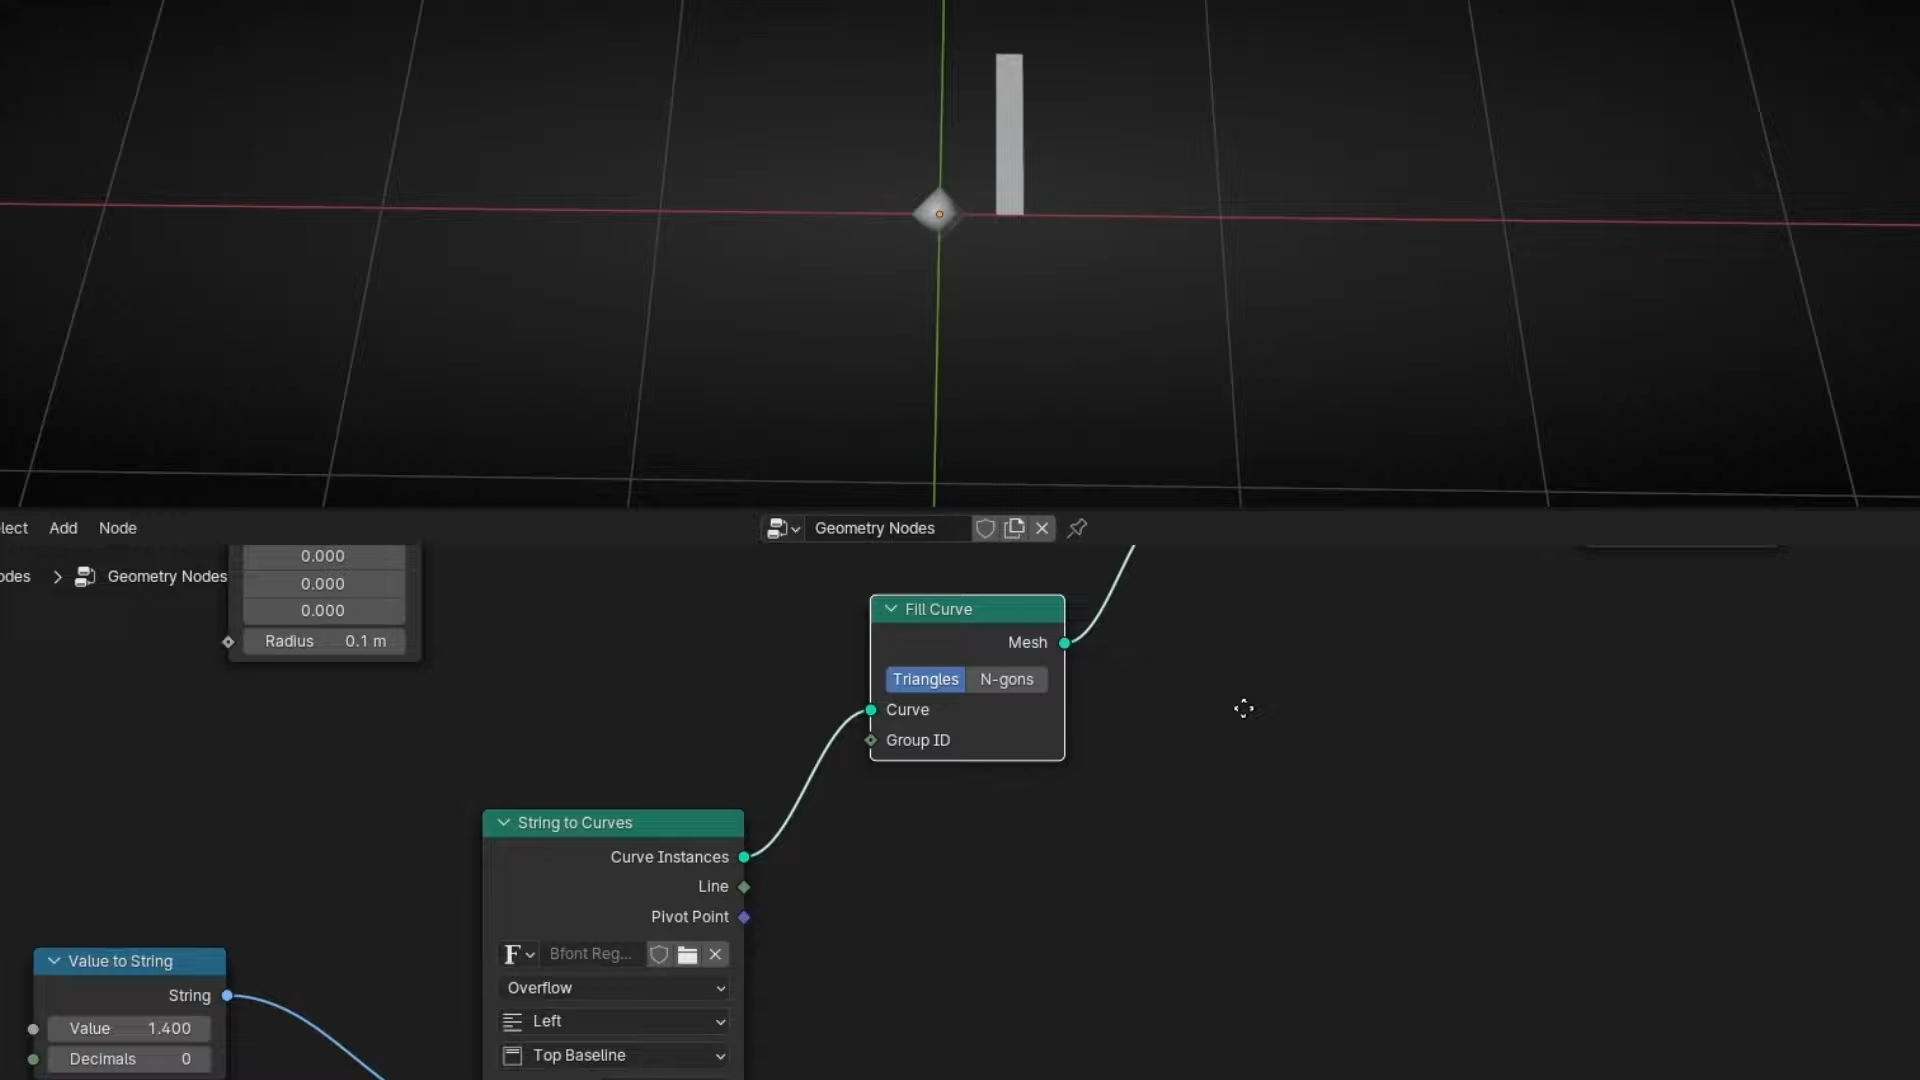 lect Add Node
Geometry Nodes
odes > Geometry Nodes
0.000
0.000
0.000
Radius 0.1 m
Fill Curve
Mesh
Triangles N-gons
Curve
Group ID
String to Curves
Curve Instances
Line
Pivot Point
F Bfont Reg...
Overflow
Left
Top Baseline
Value to String
String
Value 1.400
Decimals 0